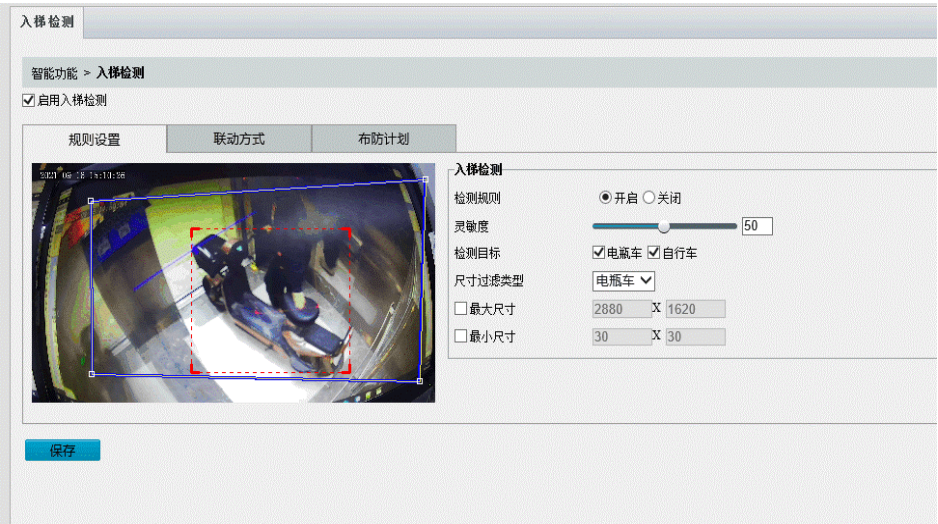 入梯检测
智能功能 > 入梯检测
启用入梯检测
规则设置 联动方式 布防计划
入梯检测
检测规则 开启 关闭
灵敏度 50
检测目标 电瓶车 自行车
尺寸过滤类型 电瓶车
最大尺寸 2880 X 1620
最小尺寸 30 X 30
保存